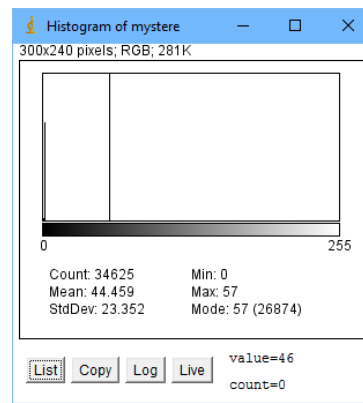 Histogram of mystere
300x240 pixels; RGB; 281K
0 255
Count: 34625 Min: 0
Mean: 44.459 Max: 57
StdDev: 23.352 Mode: 57 (26874)
List Copy Log Live value=46
count=0